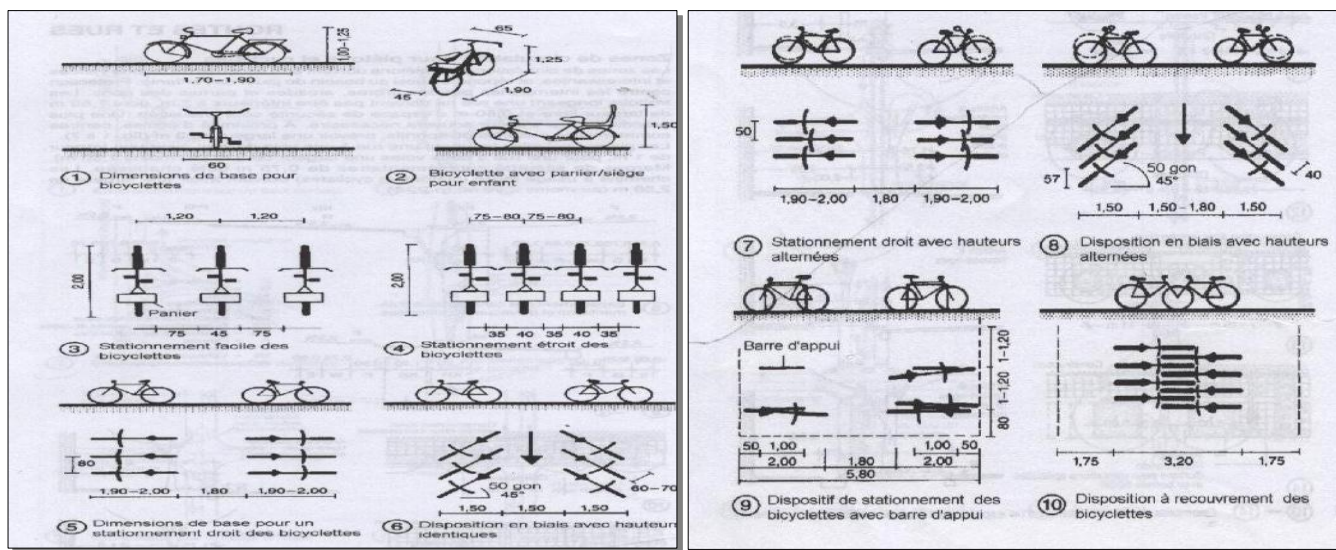 ROUTES ET RUES
65
1,00–1,25
1,25
1.70–1.90
45
1,90
1,50
60
1 Dimensions de base pour
bicyclettes
2 Bicyclette avec panier/siège
pour enfant
1,20 1,20
75–80 75–80
2,00
2,00
Panier
75 45 75
35 40 35 40 35
3 Stationnement facile des
bicyclettes
4 Stationnement étroit des
bicyclettes
80
50 gon
45°
60–70
1,90–2,00 1,80 1,90–2,00
1,50 1,50 1,50
5 Dimensions de base pour un
stationnement droit des bicyclettes
6 Disposition en biais avec hauteurs
identiques
50
57
50 gon
45°
40
1,90–2,00 1,80 1,90–2,00
1.50 1.50 - 1.80 1.50
7 Stationnement droit avec hauteurs
alternées
8 Disposition en biais avec hauteurs
alternées
Barre d'appui
1–1,20
1–1,20
80
50 1,00 1,00 50
2,00 1,80 2,00
5,80
1,75 3,20 1,75
9 Dispositif de stationnement des
bicyclettes avec barre d'appui
10 Disposition à recouvrement des
bicyclettes